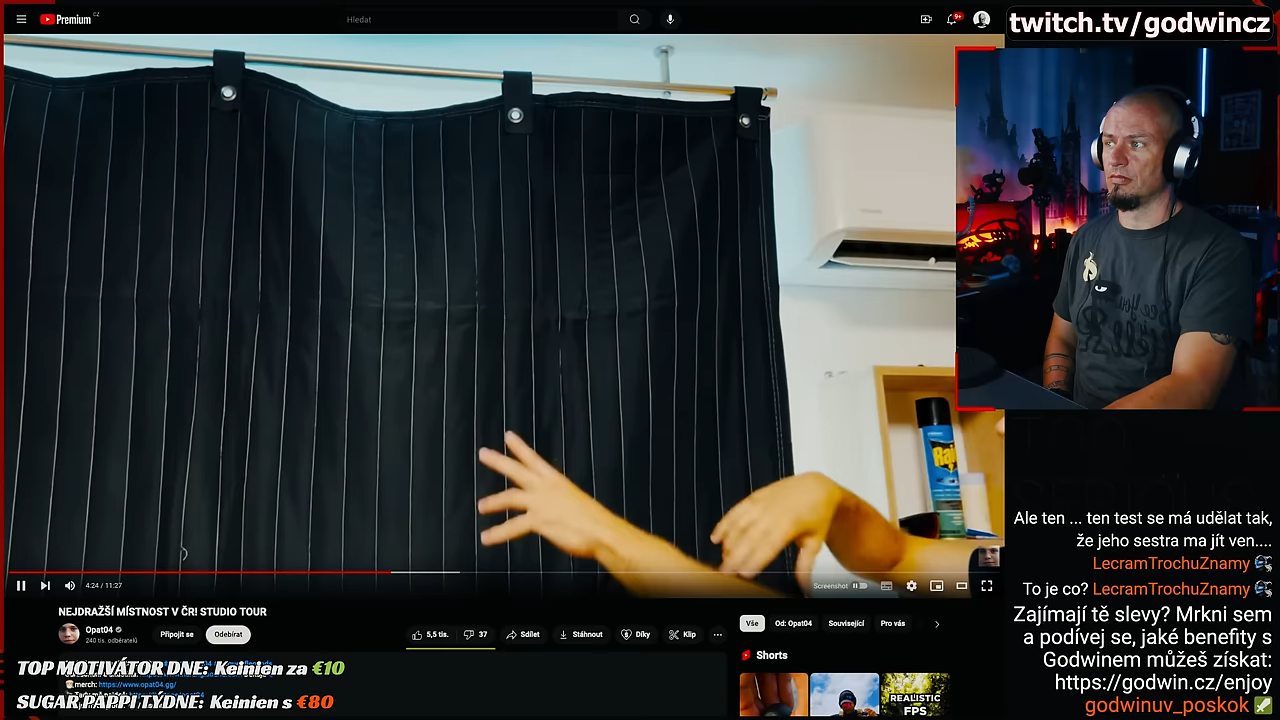 Premium CZ
Hledat
9+
twitch.tv/godwincz
Raid
4:24 / 11:27
Screenshot
NEJDRAŽŠÍ MÍSTNOST V ČR! STUDIO TOUR
Opat04
240 tis. odběratelů
Připojit se
Odebírat
5,5 tis.
37
Sdílet
Stáhnout
Díky
Klip
Vše
Od: Opat04
Související
Pro vás
Shorts
TOP MOTIVÁTOR DNE: Keinien za €10
merch: https://www.opat04.gg/
SUGAR PAPPI TÝDNE: Keinien s €80
REALISTIC
FPS
Ale ten ... ten test se má udělat tak,
že jeho sestra ma jít ven....
LecramTrochuZnamy
To je co? LecramTrochuZnamy
Zajímají tě slevy? Mrkni sem
a podívej se, jaké benefity s
Godwinem můžeš získat:
https://godwin.cz/enjoy
godwinuv_poskok